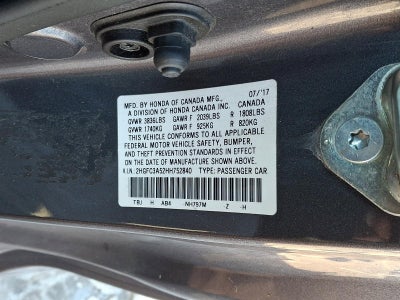 07/'17
MFD. BY HONDA OF CANADA MFG., CANADA
A DIVISION OF HONDA CANADA INC.
GVWR 3836LBS GAWR F 2039LBS R 1808LBS
GVWR 1740KG GAWR F 925KG R 820KG
THIS VEHICLE CONFORMS TO ALL APPLICABLE
FEDERAL MOTOR VEHICLE SAFETY, BUMPER,
AND THEFT PREVENTION STANDARDS IN EFFECT
ON THE DATE OF MANUFACTURE SHOWN ABOVE.
V.I.N.:2HGFC3A52HH752840 TYPE: PASSENGER CAR
TBJ H AB4 NH797M Z -H